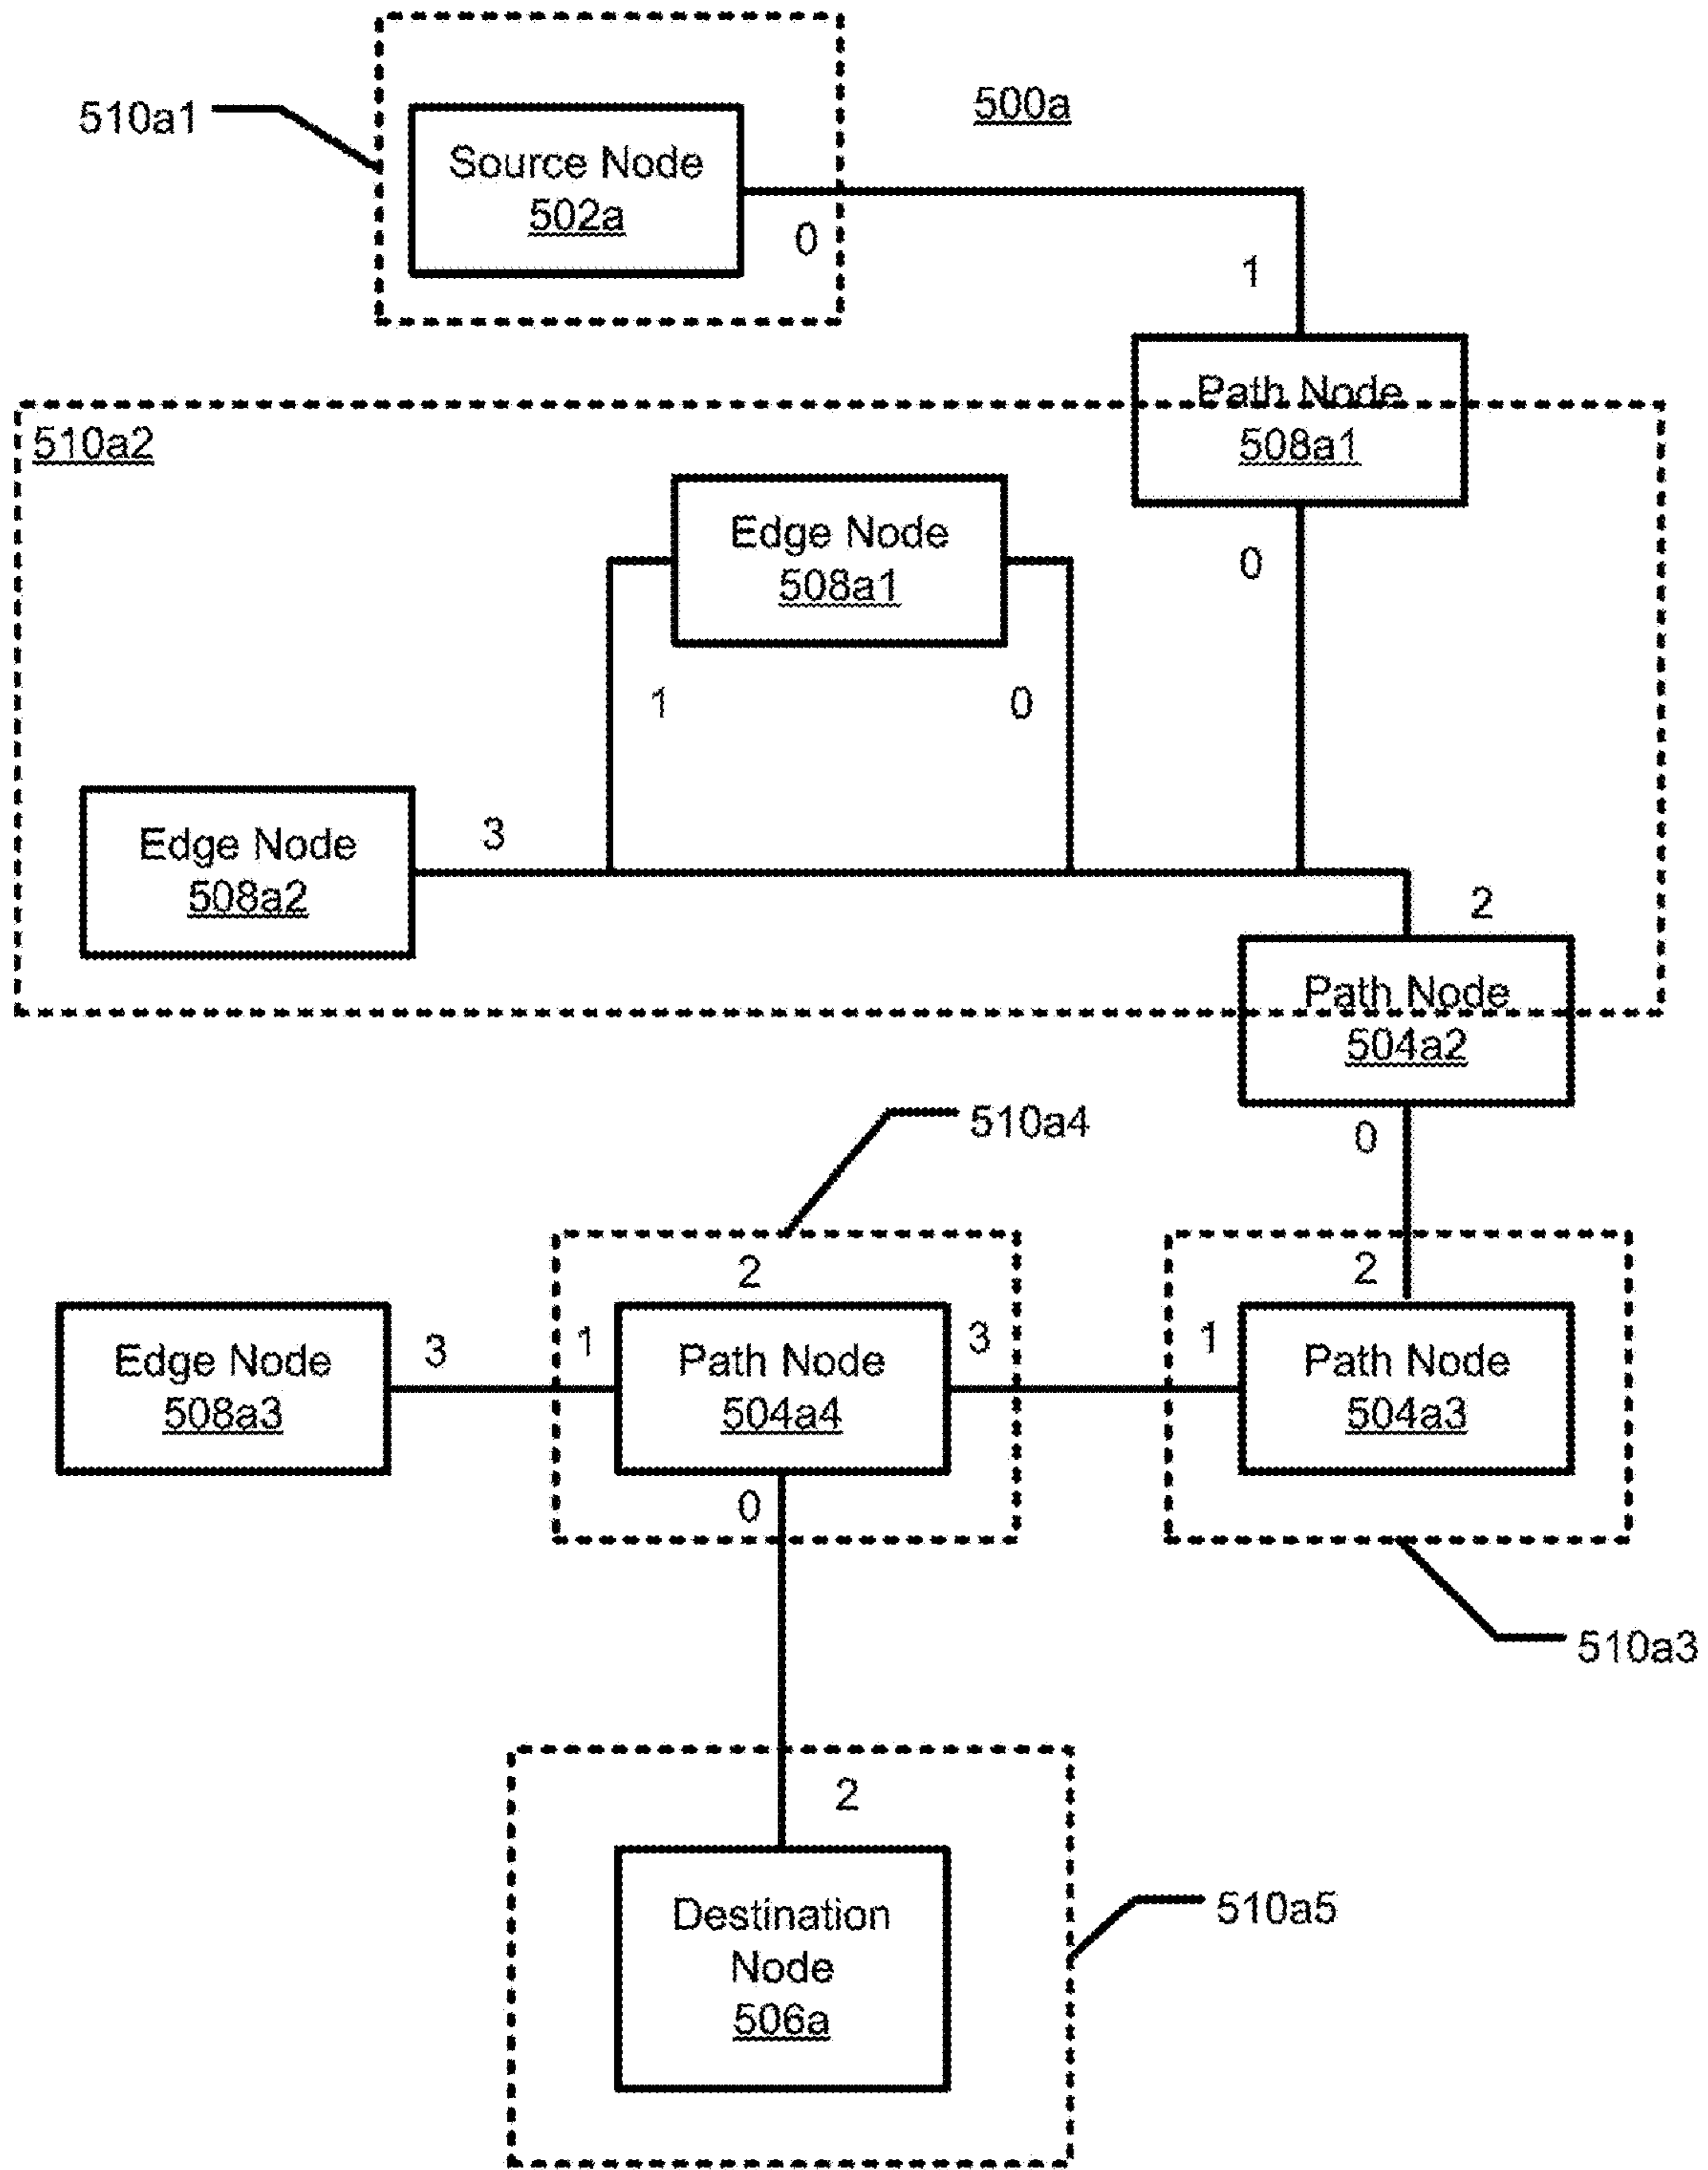 510a1
500a
Source Node
502a
0
1
Path Node
508a1
510a2
Edge Node
508a1
0
1
0
Edge Node
508a2
3
2
Path Node
504a2
0
510a4
2
2
Edge Node
508a3
3
1
Path Node
504a4
3
1
Path Node
504a3
0
510a3
2
Destination
Node
506a
510a5